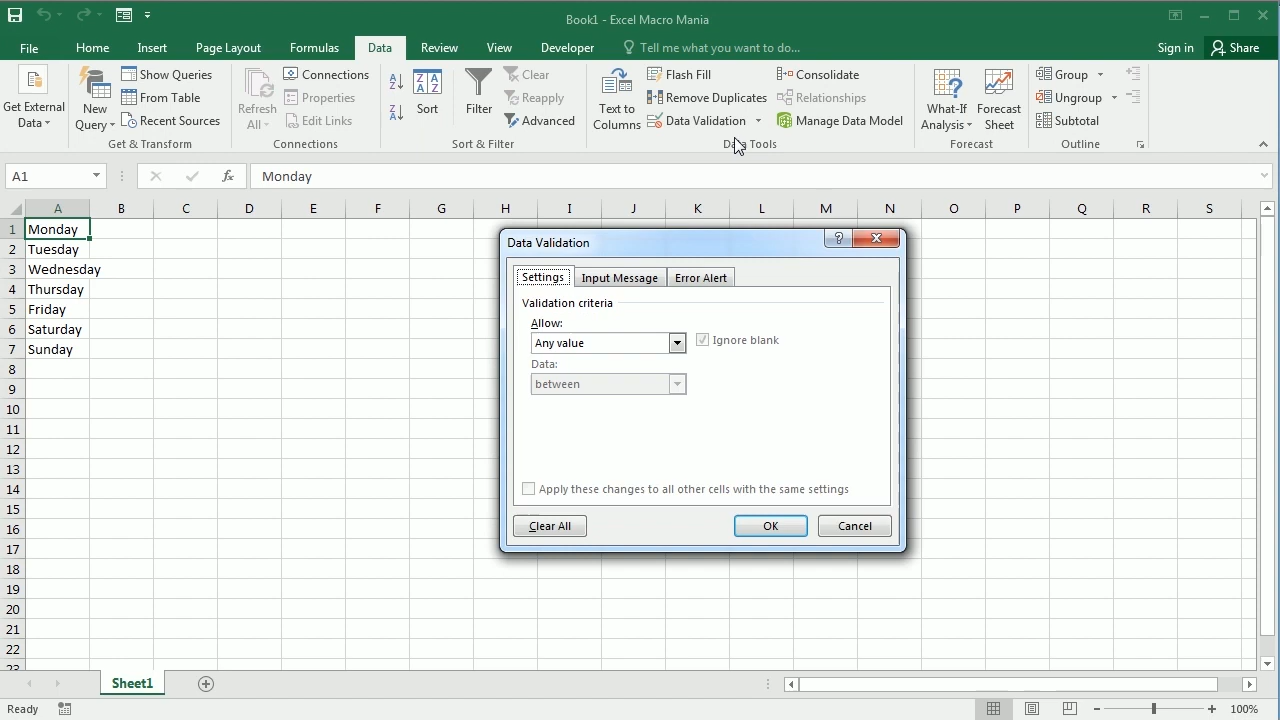 Book1 - Excel Macro Mania
File Home Insert Page Layout Formulas Data Review View Developer Tell me what you want to do... Sign in Share
Get External Data
New Query
Show Queries
From Table
Recent Sources
Get & Transform
Refresh All
Connections
Properties
Edit Links
Connections
Sort
Filter
Clear
Reapply
Advanced
Sort & Filter
Text to Columns
Flash Fill
Remove Duplicates
Data Validation
Consolidate
Relationships
Manage Data Model
Data Tools
What-If Analysis
Forecast Sheet
Forecast
Group
Ungroup
Subtotal
Outline
A1 fx Monday
A B C D E F G H I J K L M N O P Q R S
1 Monday
2 Tuesday
3 Wednesday
4 Thursday
5 Friday
6 Saturday
7 Sunday
8
9
10
11
12
13
14
15
16
17
18
19
20
21
22
23
Data Validation ?
Settings Input Message Error Alert
Validation criteria
Allow:
Any value Ignore blank
Data:
between
Apply these changes to all other cells with the same settings
Clear All OK Cancel
Sheet1
Ready 100%